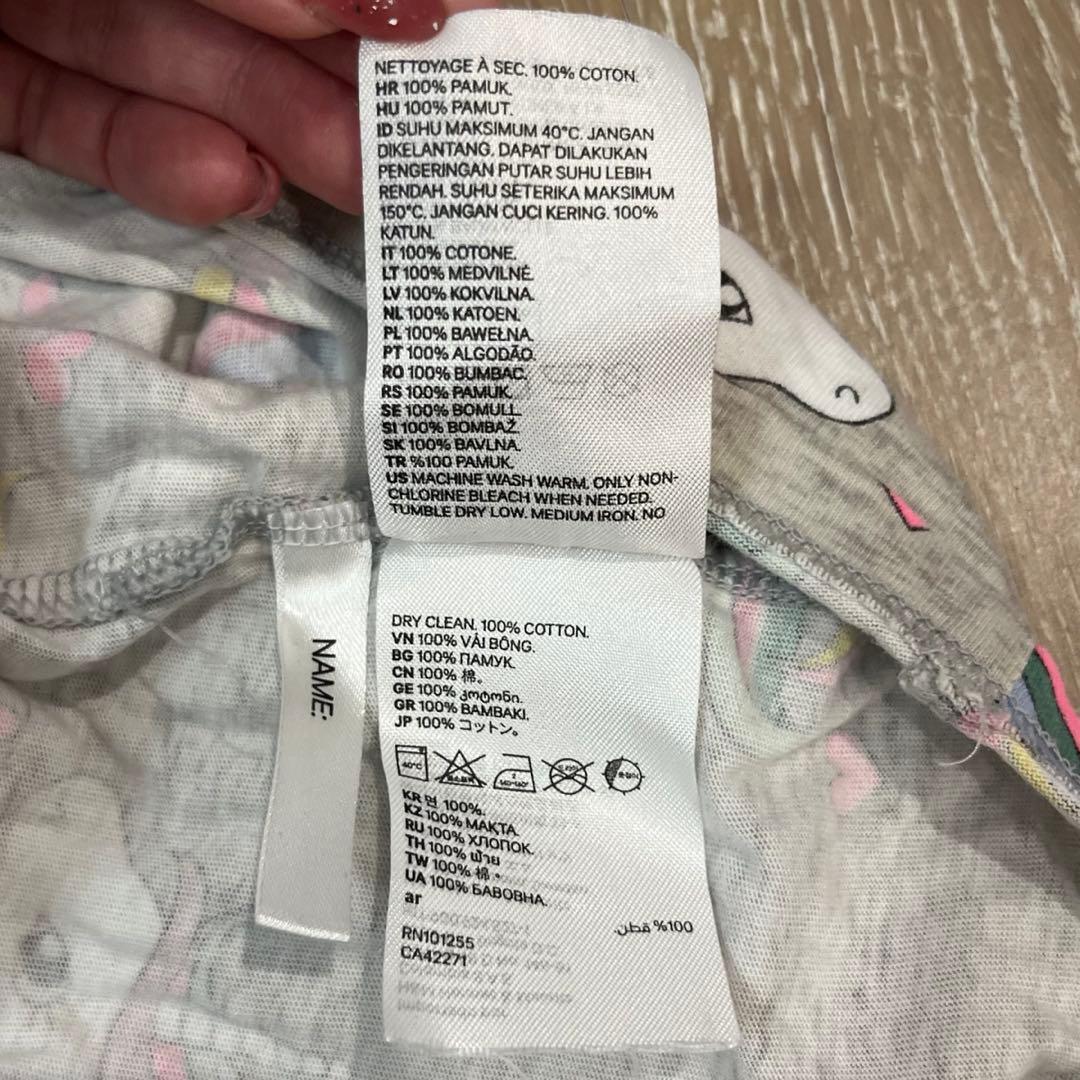 NETTOYAGE À SEC. 100% COTON.
HR 100% PAMUK.
HU 100% PAMUT.
ID SUHU MAKSIMUM 40°C. JANGAN
DIKELANTANG. DAPAT DILAKUKAN
PENGERINGAN PUTAR SUHU LEBIH
RENDAH. SUHU SETERIKA MAKSIMUM
150°C. JANGAN CUCI KERING. 100%
KATUN.
IT 100% COTONE.
LT 100% MEDVILNĖ.
LV 100% KOKVILNA.
NL 100% KATOEN.
PL 100% BAWEŁNA.
PT 100% ALGODÃO.
RO 100% BUMBAC.
RS 100% PAMUK.
SE 100% BOMULL.
SI 100% BOMBAŽ.
SK 100% BAVLNA.
TR %100 PAMUK.
US MACHINE WASH WARM. ONLY NON-
CHLORINE BLEACH WHEN NEEDED.
TUMBLE DRY LOW. MEDIUM IRON. NO
DRY CLEAN. 100% COTTON.
VN 100% VẢI BÔNG.
BG 100% ПАМУК.
CN 100% 棉。
GE 100% ბოტონი.
GR 100% ΒΑΜΒΑΚΙ.
JP 100% コットン。
40°C
KR 면 100%.
KZ 100% МАҚТА.
RU 100% ХЛОПОК.
TH 100% ฝ้าย
TW 100% 棉。
UA 100% БАВОВНА.
ar
100% قطن.
RN101255
CA42271
NAME: